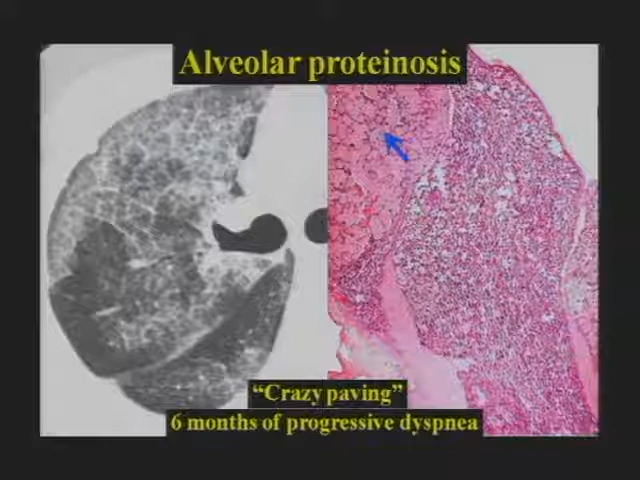 Alveolar proteinosis
“Crazy paving”
6 months of progressive dyspnea